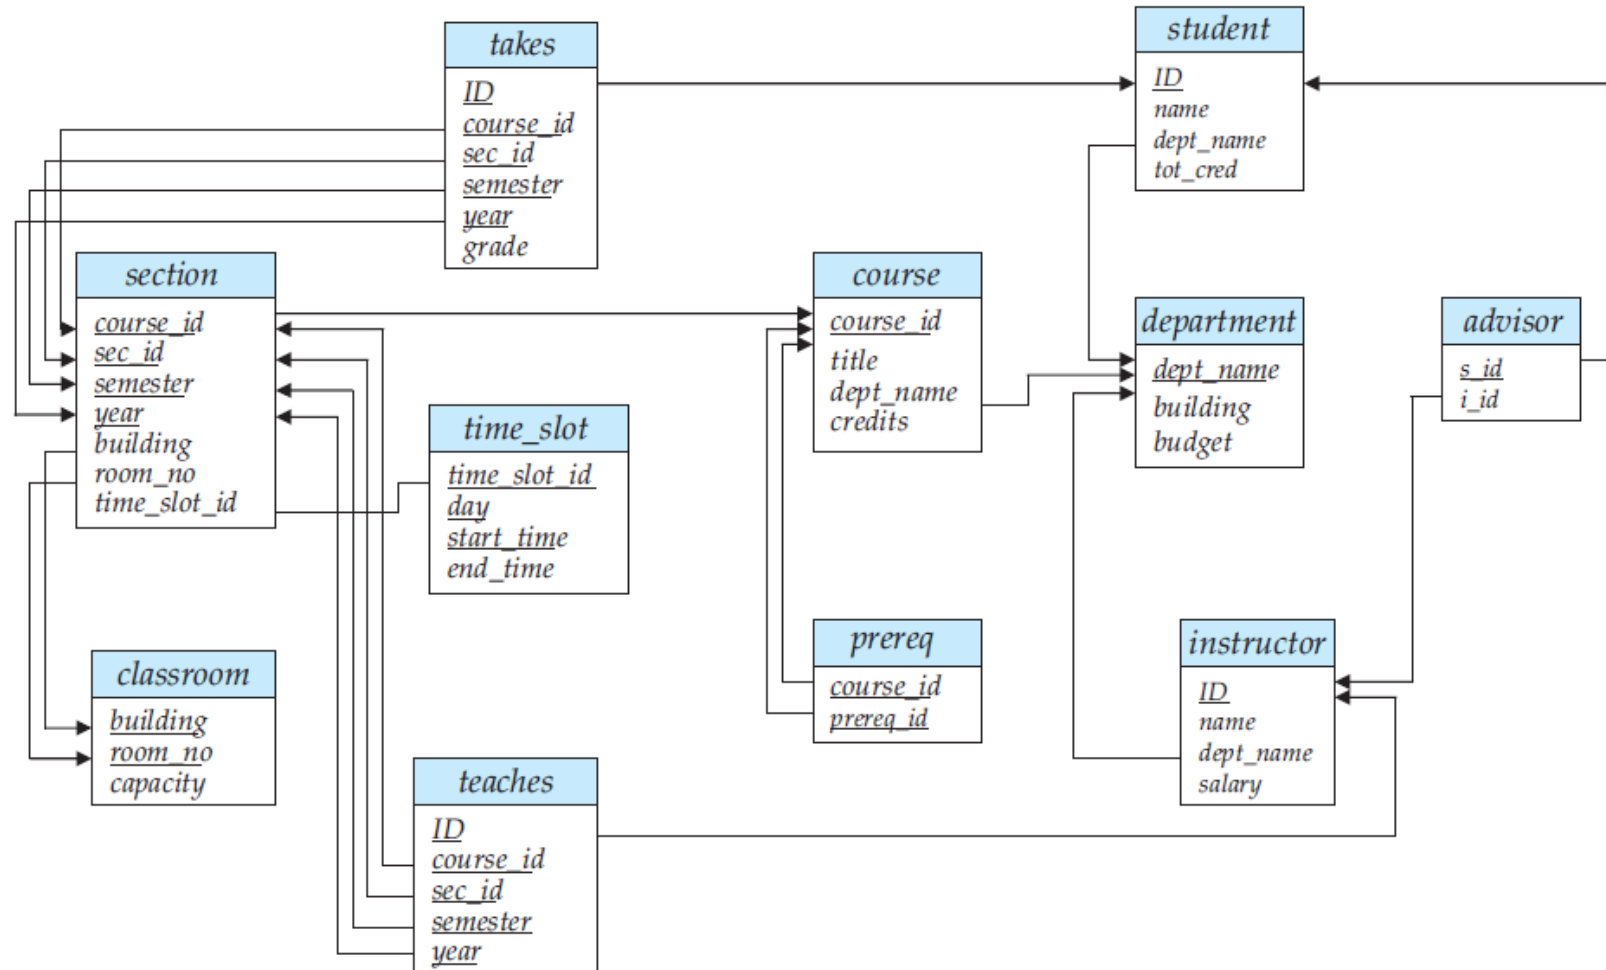 takes
ID
course_id
sec_id
semester
year
grade
student
ID
name
dept_name
tot_cred
section
course_id
sec_id
semester
year
building
room_no
time_slot_id
course
course_id
title
dept_name
credits
department
dept_name
building
budget
advisor
s_id
i_id
time_slot
time_slot_id
day
start_time
end_time
classroom
building
room_no
capacity
prereq
course_id
prereq_id
instructor
ID
name
dept_name
salary
teaches
ID
course_id
sec_id
semester
year